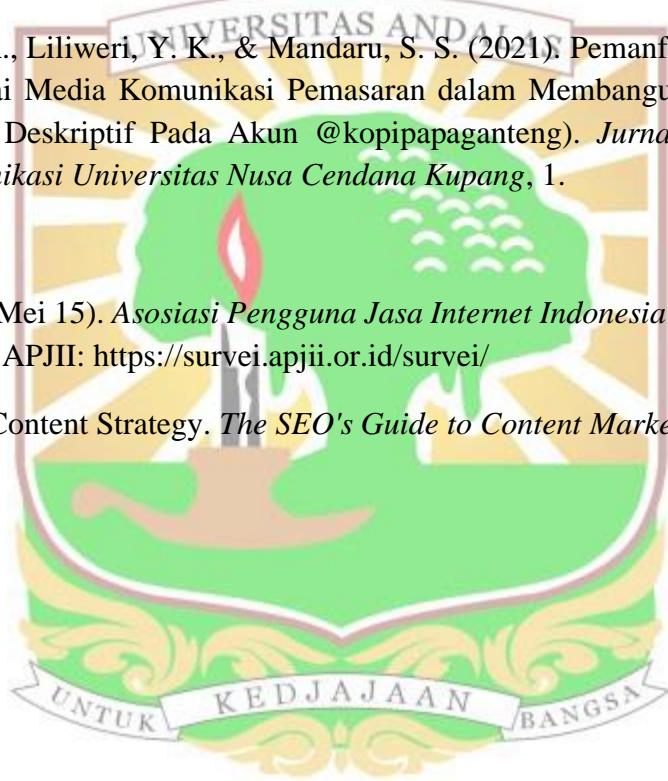 UNIVERSITAS ANDALAS
., Liliweri, Y. K., & Mandaru, S. S. (2021). Pemanf
ai Media Komunikasi Pemasaran dalam Membangu
Deskriptif Pada Akun @kopipapaganteng). Jurna
ikasi Universitas Nusa Cendana Kupang, 1.
Mei 15). Asosiasi Pengguna Jasa Internet Indonesia
APJII: https://survei.apjii.or.id/survei/
Content Strategy. The SEO's Guide to Content Marke
UNTUK KEDJAJAAN BANGSA